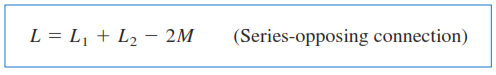 L = L₁ + L₂ − 2M (Series-opposing connection)